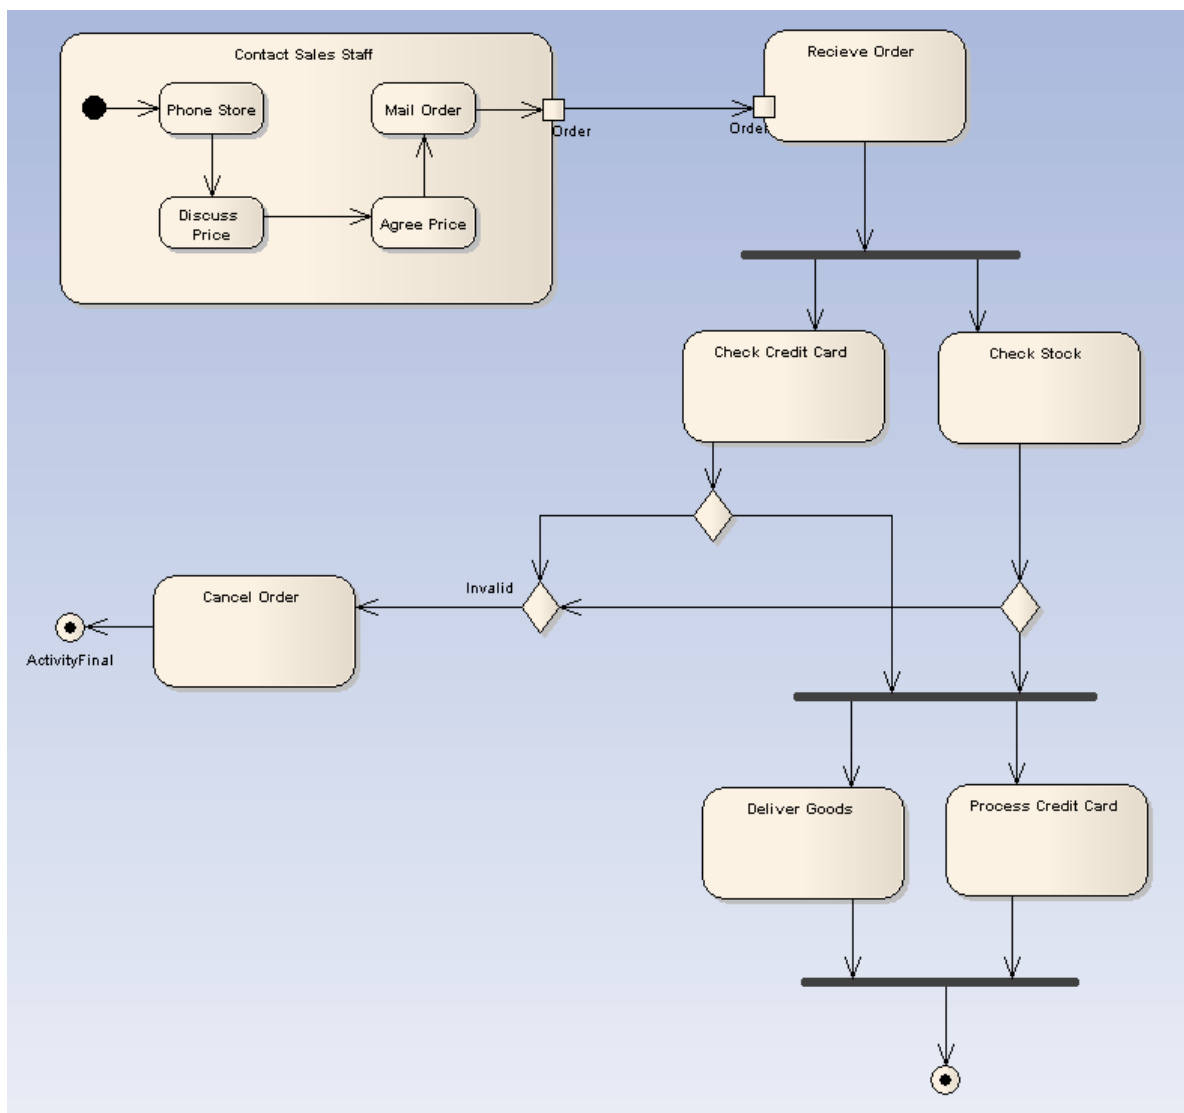 Contact Sales Staff
Recieve Order
Phone Store
Mail Order
Order
Order
Discuss
Price
Agree Price
Check Credit Card
Check Stock
Invalid
Cancel Order
ActivityFinal
Deliver Goods
Process Credit Card